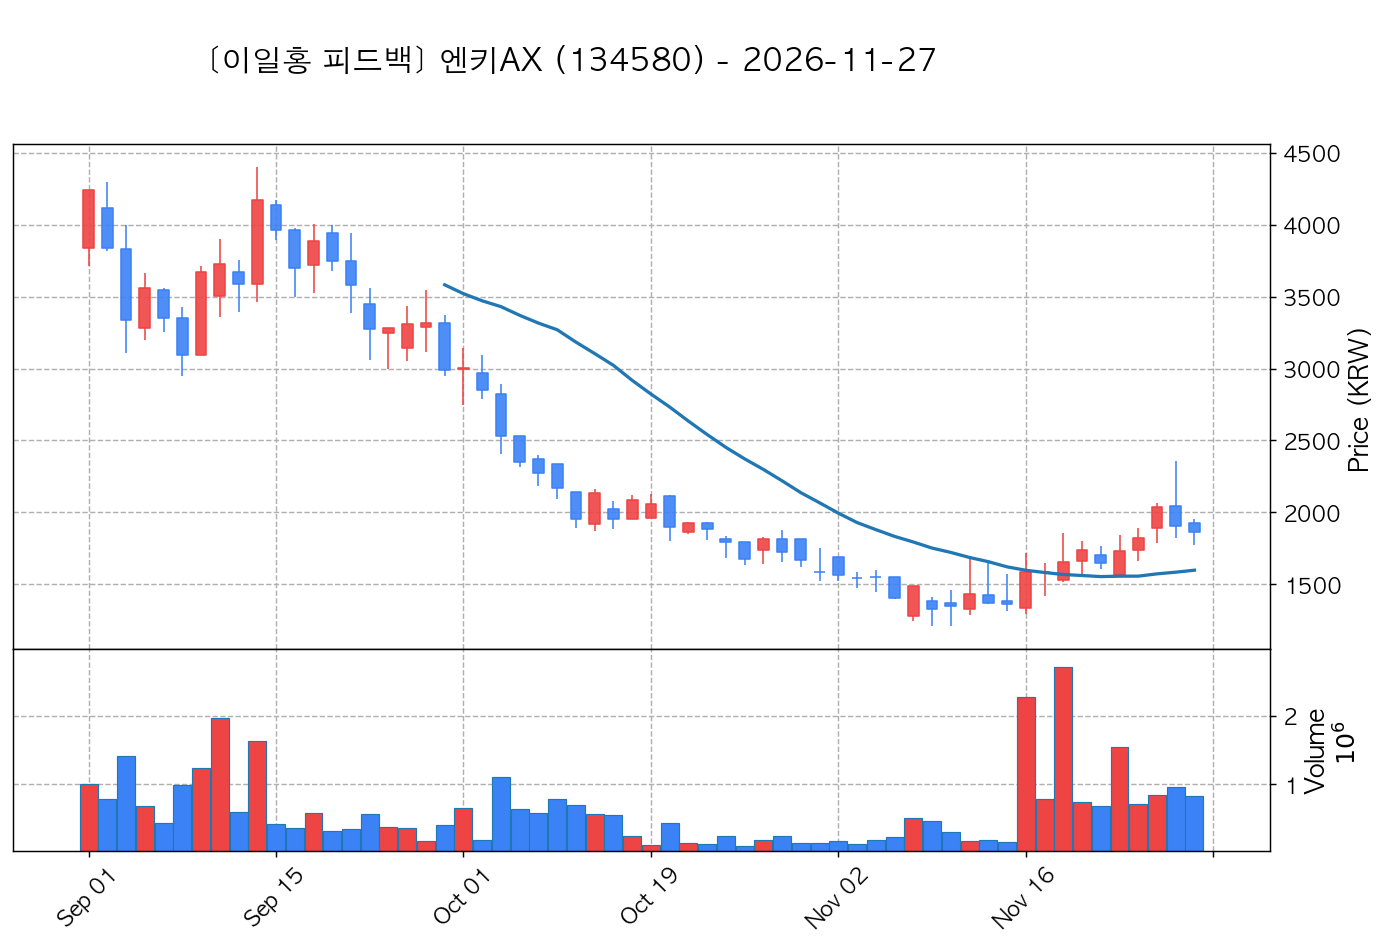 〔이일홍 피드백〕 엔키AX (134580) - 2026-11-27
4500
4000
3500
3000
2500
2000
1500
Price (KRW)
2
1
Volume
10⁶
Sep 01
Sep 15
Oct 01
Oct 19
Nov 02
Nov 16